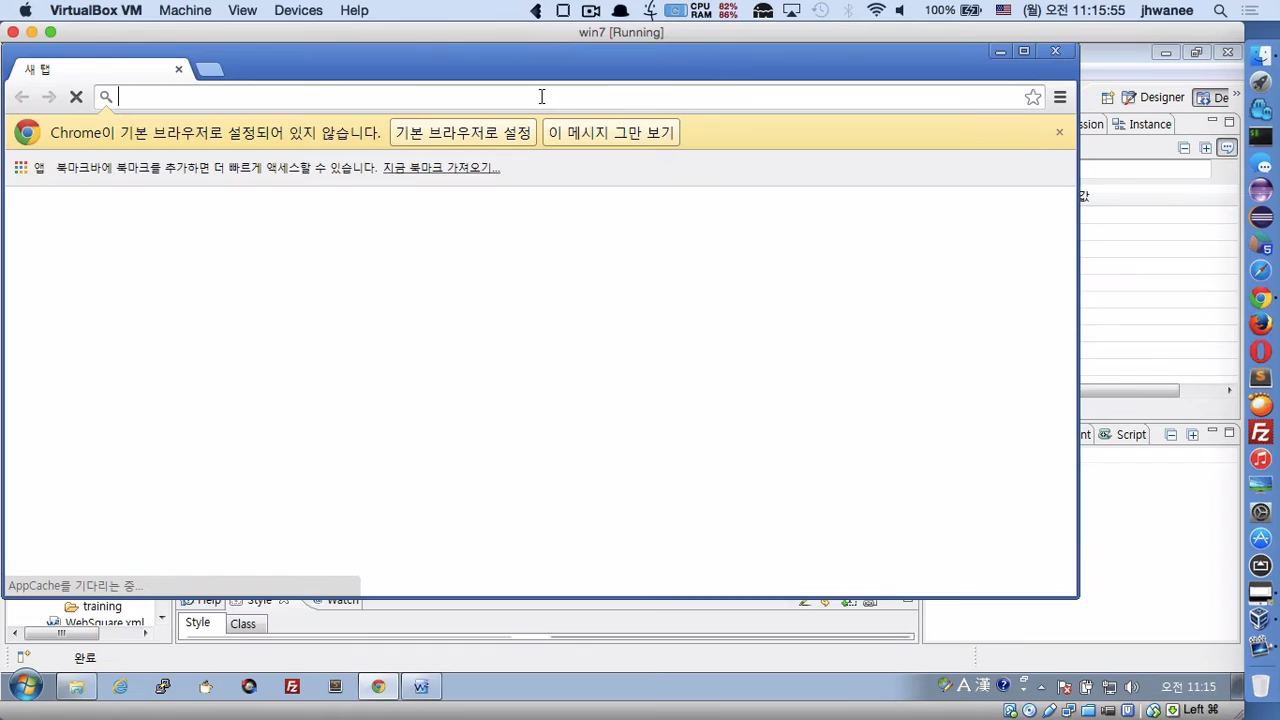 VirtualBox VM Machine View Devices Help CPU 82% RAM 86% 100% (월) 오전 11:15:55 jhwanee
win7 [Running]
새 탭
Designer De
Chrome이 기본 브라우저로 설정되어 있지 않습니다. 기본 브라우저로 설정 이 메시지 그만 보기
ssion Instance
앱 북마크바에 북마크를 추가하면 더 빠르게 액세스할 수 있습니다. 지금 북마크 가져오기...
값
nt Script
AppCache를 기다리는 중...
training Help Style Watch
WebSquare.xml
Style Class
완료
A 漢 오전 11:15
Left ⌘